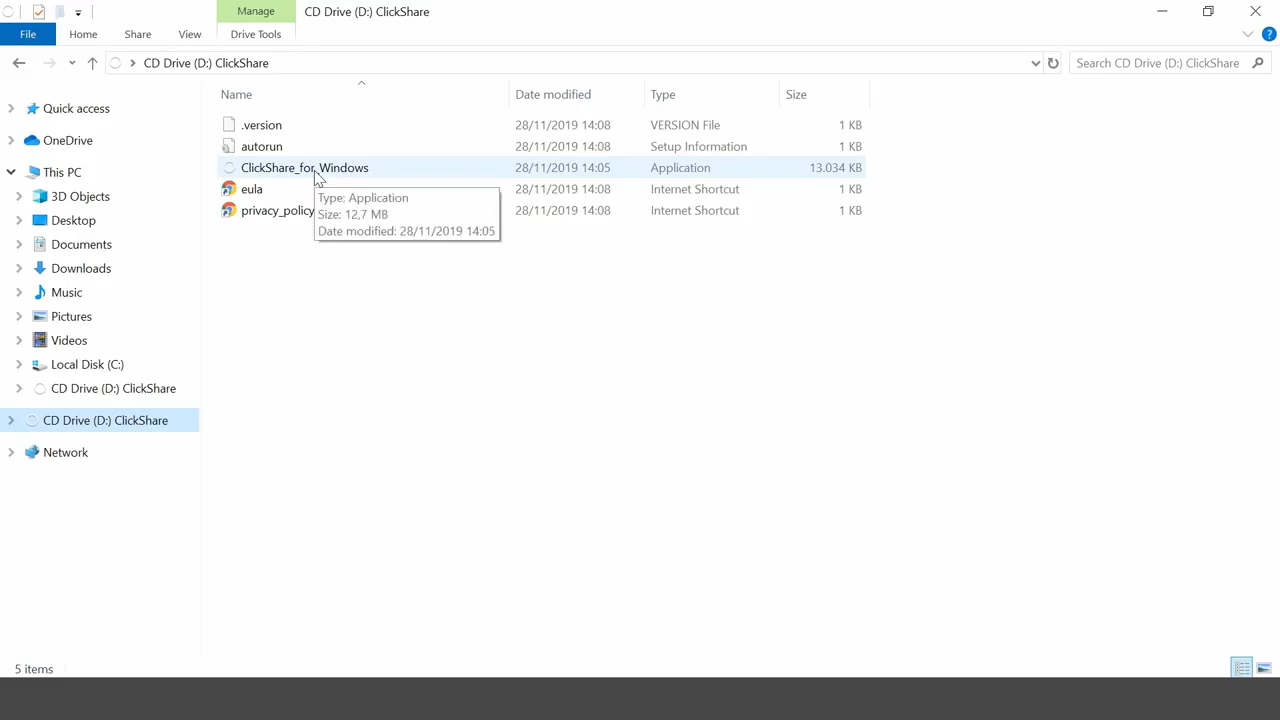 Manage
CD Drive (D:) ClickShare
File
Home
Share
View
Drive Tools
?
CD Drive (D:) ClickShare
Search CD Drive (D:) ClickShare
Name
Date modified
Type
Size
Quick access
OneDrive
This PC
3D Objects
Desktop
Documents
Downloads
Music
Pictures
Videos
Local Disk (C:)
CD Drive (D:) ClickShare
CD Drive (D:) ClickShare
Network
.version 28/11/2019 14:08 VERSION File 1 KB
autorun 28/11/2019 14:08 Setup Information 1 KB
ClickShare_for_Windows 28/11/2019 14:05 Application 13.034 KB
eula 28/11/2019 14:08 Internet Shortcut 1 KB
privacy_policy 28/11/2019 14:08 Internet Shortcut 1 KB
Type: Application
Size: 12,7 MB
Date modified: 28/11/2019 14:05
5 items